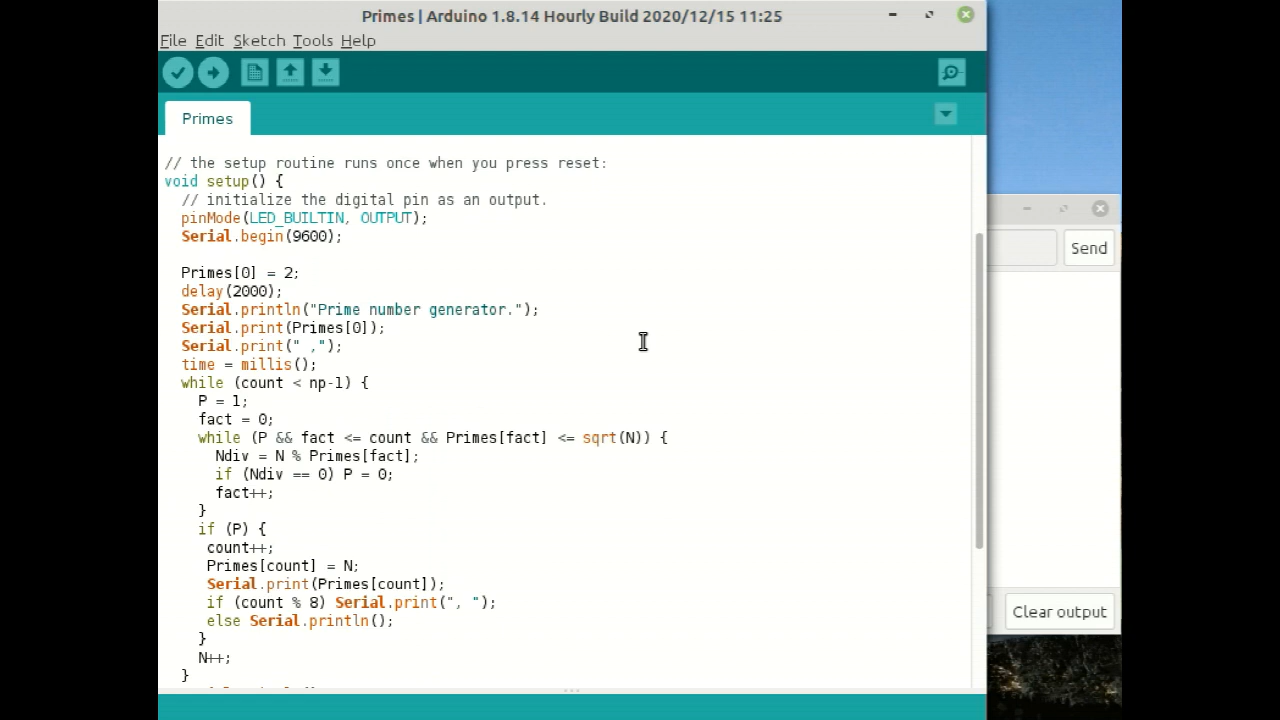 Primes | Arduino 1.8.14 Hourly Build 2020/12/15 11:25
File Edit Sketch Tools Help
Primes
// the setup routine runs once when you press reset:
void setup() {
  // initialize the digital pin as an output.
  pinMode(LED_BUILTIN, OUTPUT);
  Serial.begin(9600);
  Primes[0] = 2;
  delay(2000);
  Serial.println("Prime number generator.");
  Serial.print(Primes[0]);
  Serial.print(" ,");
  time = millis();
  while (count < np-1) {
    P = 1;
    fact = 0;
    while (P && fact <= count && Primes[fact] <= sqrt(N)) {
      Ndiv = N % Primes[fact];
      if (Ndiv == 0) P = 0;
      fact++;
    }
    if (P) {
     count++;
     Primes[count] = N;
     Serial.print(Primes[count]);
     if (count % 8) Serial.print(", ");
     else Serial.println();
    }
    N++;
  }
Send
Clear output